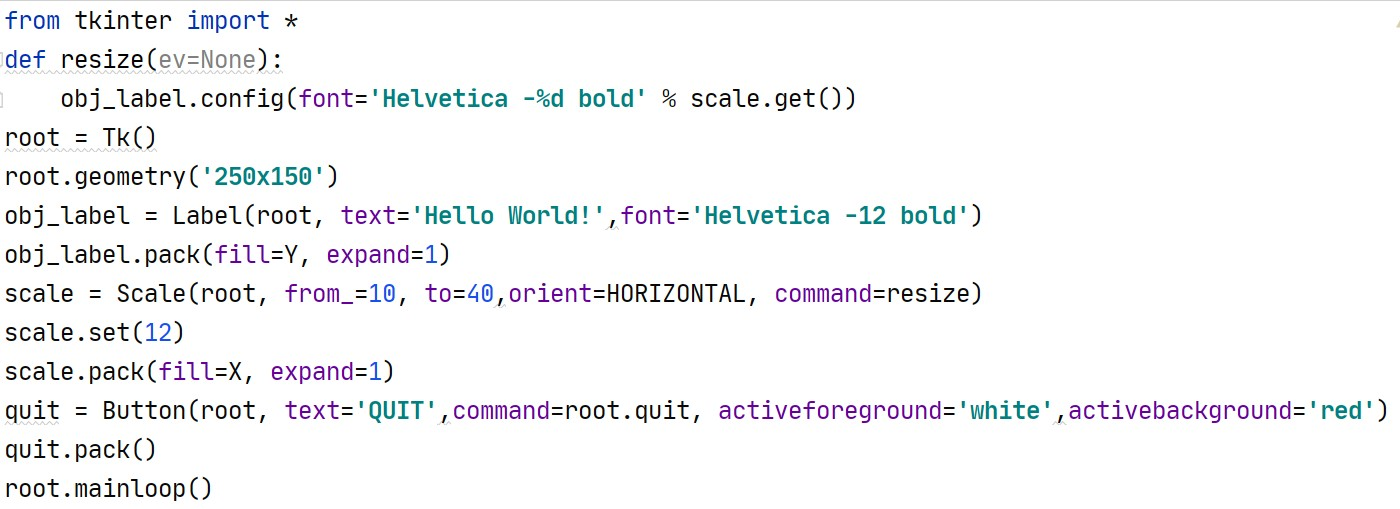 from tkinter import *
def resize(ev=None):
    obj_label.config(font='Helvetica -%d bold' % scale.get())
root = Tk()
root.geometry('250x150')
obj_label = Label(root, text='Hello World!',font='Helvetica -12 bold')
obj_label.pack(fill=Y, expand=1)
scale = Scale(root, from_=10, to=40,orient=HORIZONTAL, command=resize)
scale.set(12)
scale.pack(fill=X, expand=1)
quit = Button(root, text='QUIT',command=root.quit, activeforeground='white',activebackground='red')
quit.pack()
root.mainloop()